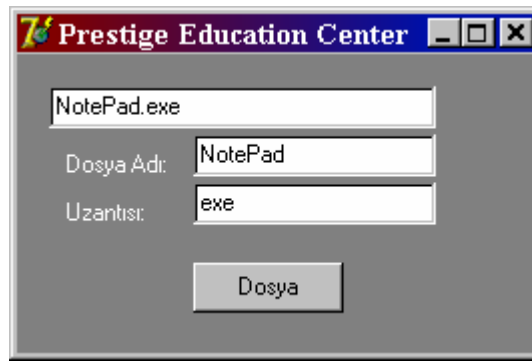 Prestige Education Center
NotePad.exe
Dosya Adı: NotePad
Uzantısı: exe
Dosya